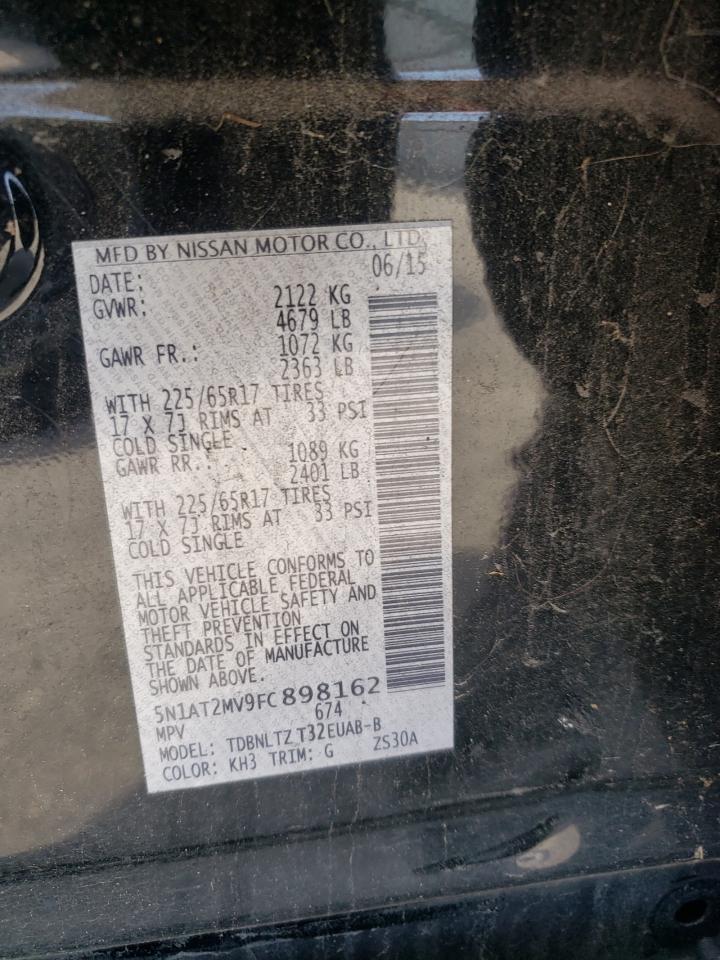 MFD BY NISSAN MOTOR CO., LTD.
DATE: 06/15
GVWR: 2122 KG
4679 LB
GAWR FR.: 1072 KG
2363 LB
WITH 225/65R17 TIRES
17 X 7J RIMS AT 33 PSI
COLD SINGLE
GAWR RR.: 1089 KG
2401 LB
WITH 225/65R17 TIRES
17 X 7J RIMS AT 33 PSI
COLD SINGLE
THIS VEHICLE CONFORMS TO
ALL APPLICABLE FEDERAL
MOTOR VEHICLE SAFETY AND
THEFT PREVENTION
STANDARDS IN EFFECT ON
THE DATE OF MANUFACTURE
SHOWN ABOVE.
5N1AT2MV9FC898162
MPV 674
MODEL: TDBNLTZ T32EUAB-B
COLOR: KH3 TRIM: G ZS30A